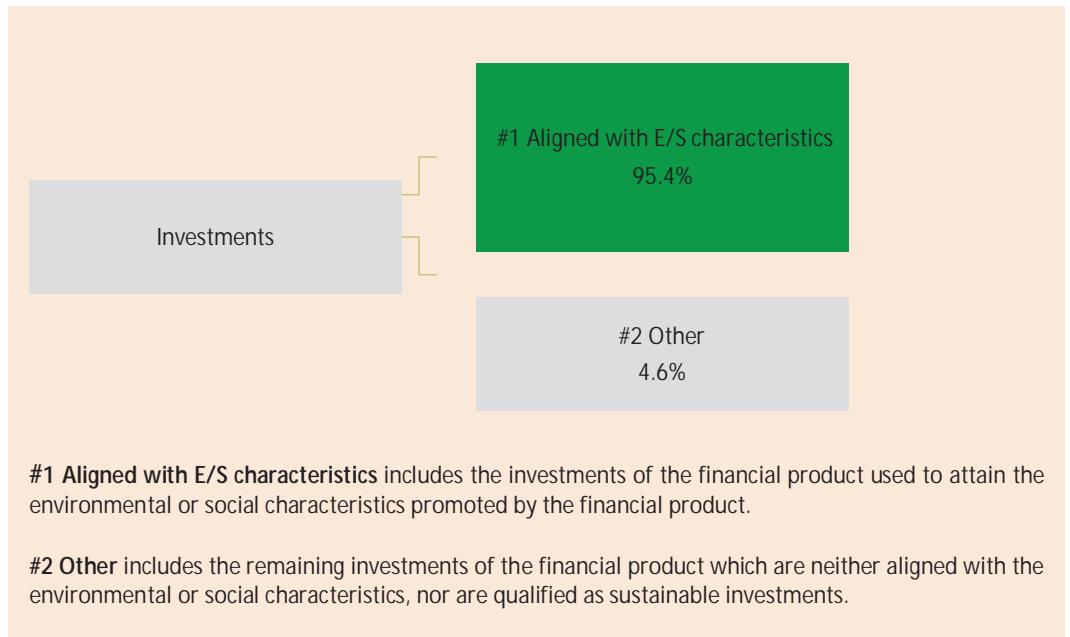 #1 Aligned with E/S characteristics
95.4%
Investments
#2 Other
4.6%
#1 Aligned with E/S characteristics includes the investments of the financial product used to attain the
environmental or social characteristics promoted by the financial product.
#2 Other includes the remaining investments of the financial product which are neither aligned with the
environmental or social characteristics, nor are qualified as sustainable investments.